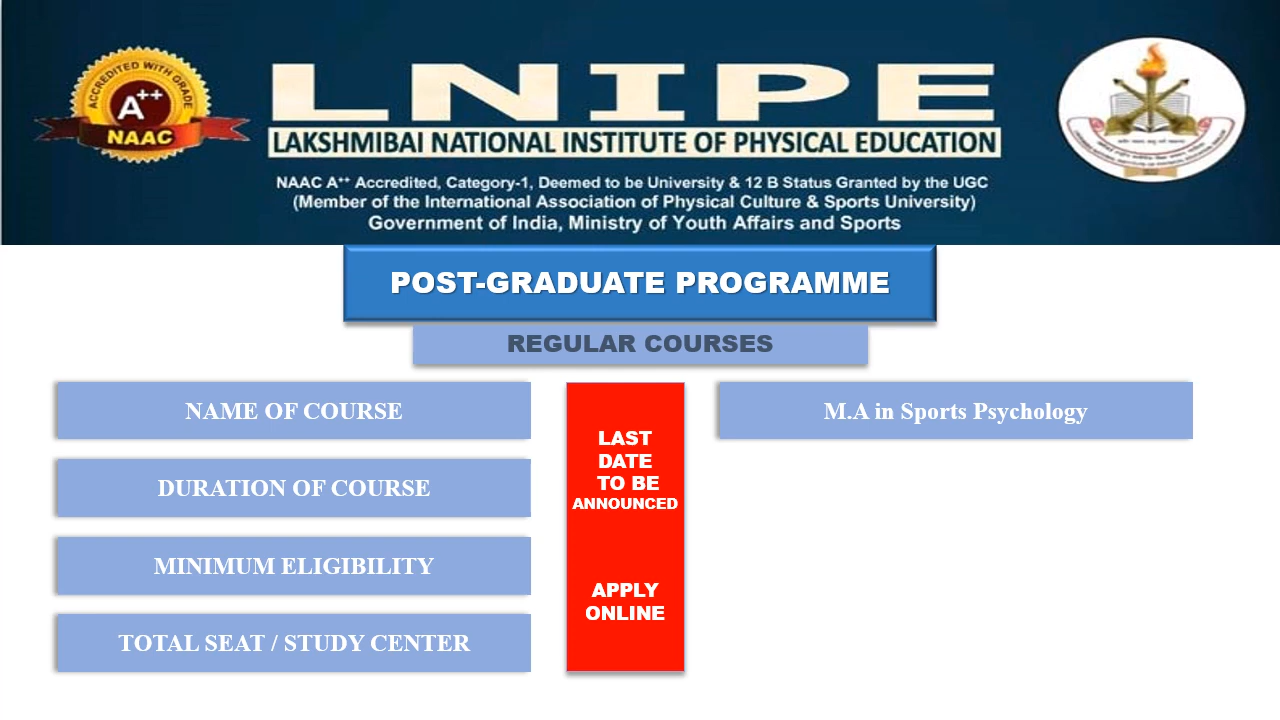 ACCREDITED WITH GRADE
A++
NAAC
LNIPE
LAKSHMIBAI NATIONAL INSTITUTE OF PHYSICAL EDUCATION
NAAC A++ Accredited, Category-1, Deemed to be University & 12 B Status Granted by the UGC
(Member of the International Association of Physical Culture & Sports University)
Government of India, Ministry of Youth Affairs and Sports
POST-GRADUATE PROGRAMME
REGULAR COURSES
NAME OF COURSE
DURATION OF COURSE
MINIMUM ELIGIBILITY
TOTAL SEAT / STUDY CENTER
LAST
DATE
TO BE
ANNOUNCED
APPLY
ONLINE
M.A in Sports Psychology